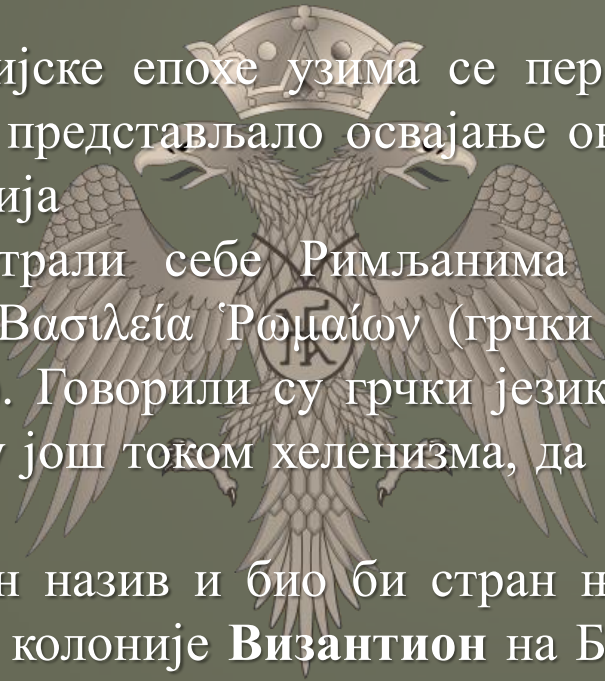 ијске епохе узима се пер
представљало освајање ов
ија
трали себе Римљанима
Βασιλεία Ῥωμαίων (грчки
). Говорили су грчки језик
у још током хеленизма, да
н назив и био би стран н
колоније Византион на Б